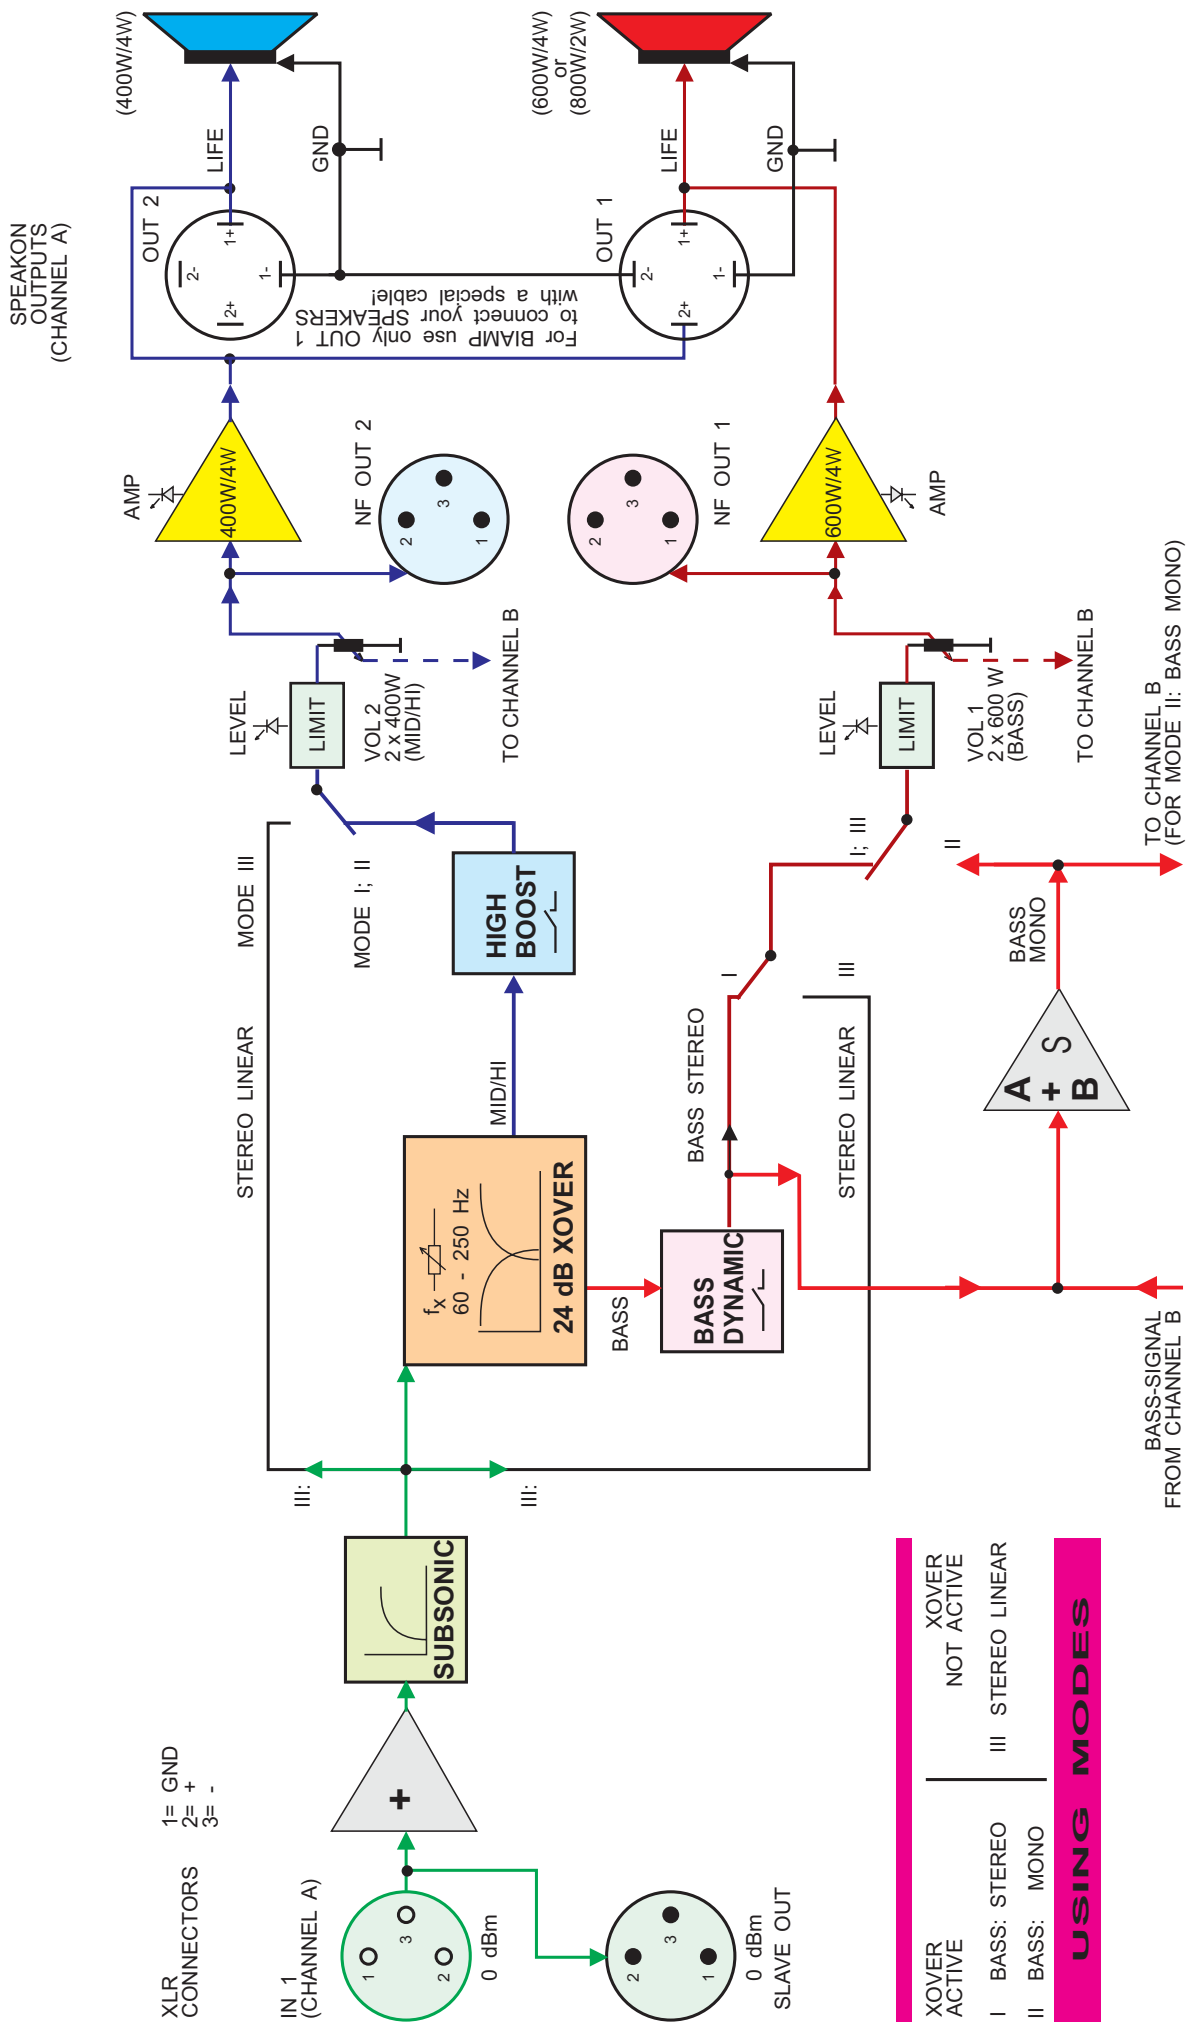 XLR
CONNECTORS
1= GND
2= +
3= -
IN 1
(CHANNEL A)
1
2
3
0 dBm
2
1
3
0 dBm
SLAVE OUT
+
SUBSONIC
III:
III:
STEREO LINEAR
MODE III
MODE I; II
fx
60 - 250 Hz
24 dB XOVER
MID/HI
HIGH
BOOST
BASS
BASS
DYNAMIC
BASS STEREO
I
III
STEREO LINEAR
I; III
II
BASS-SIGNAL
FROM CHANNEL B
A
+
B
S
BASS
MONO
TO CHANNEL B
(FOR MODE II: BASS MONO)
LEVEL
LIMIT
VOL 2
2 x 400W
(MID/HI)
TO CHANNEL B
LEVEL
LIMIT
VOL 1
2 x 600 W
(BASS)
TO CHANNEL B
AMP
400W/4W
NF OUT 2
2
1
3
NF OUT 1
2
1
3
600W/4W
AMP
SPEAKON
OUTPUTS
(CHANNEL A)
OUT 2
2-
2+
1-
1+
LIFE
GND
(400W/4W)
For BIAMP use only OUT 1
to connect your SPEAKERS
with a special cable!
OUT 1
2-
2+
1-
1+
LIFE
GND
(600W/4W)
or
(800W/2W)
XOVER
ACTIVE
XOVER
NOT ACTIVE
I BASS: STEREO
III STEREO LINEAR
II BASS: MONO
USING MODES